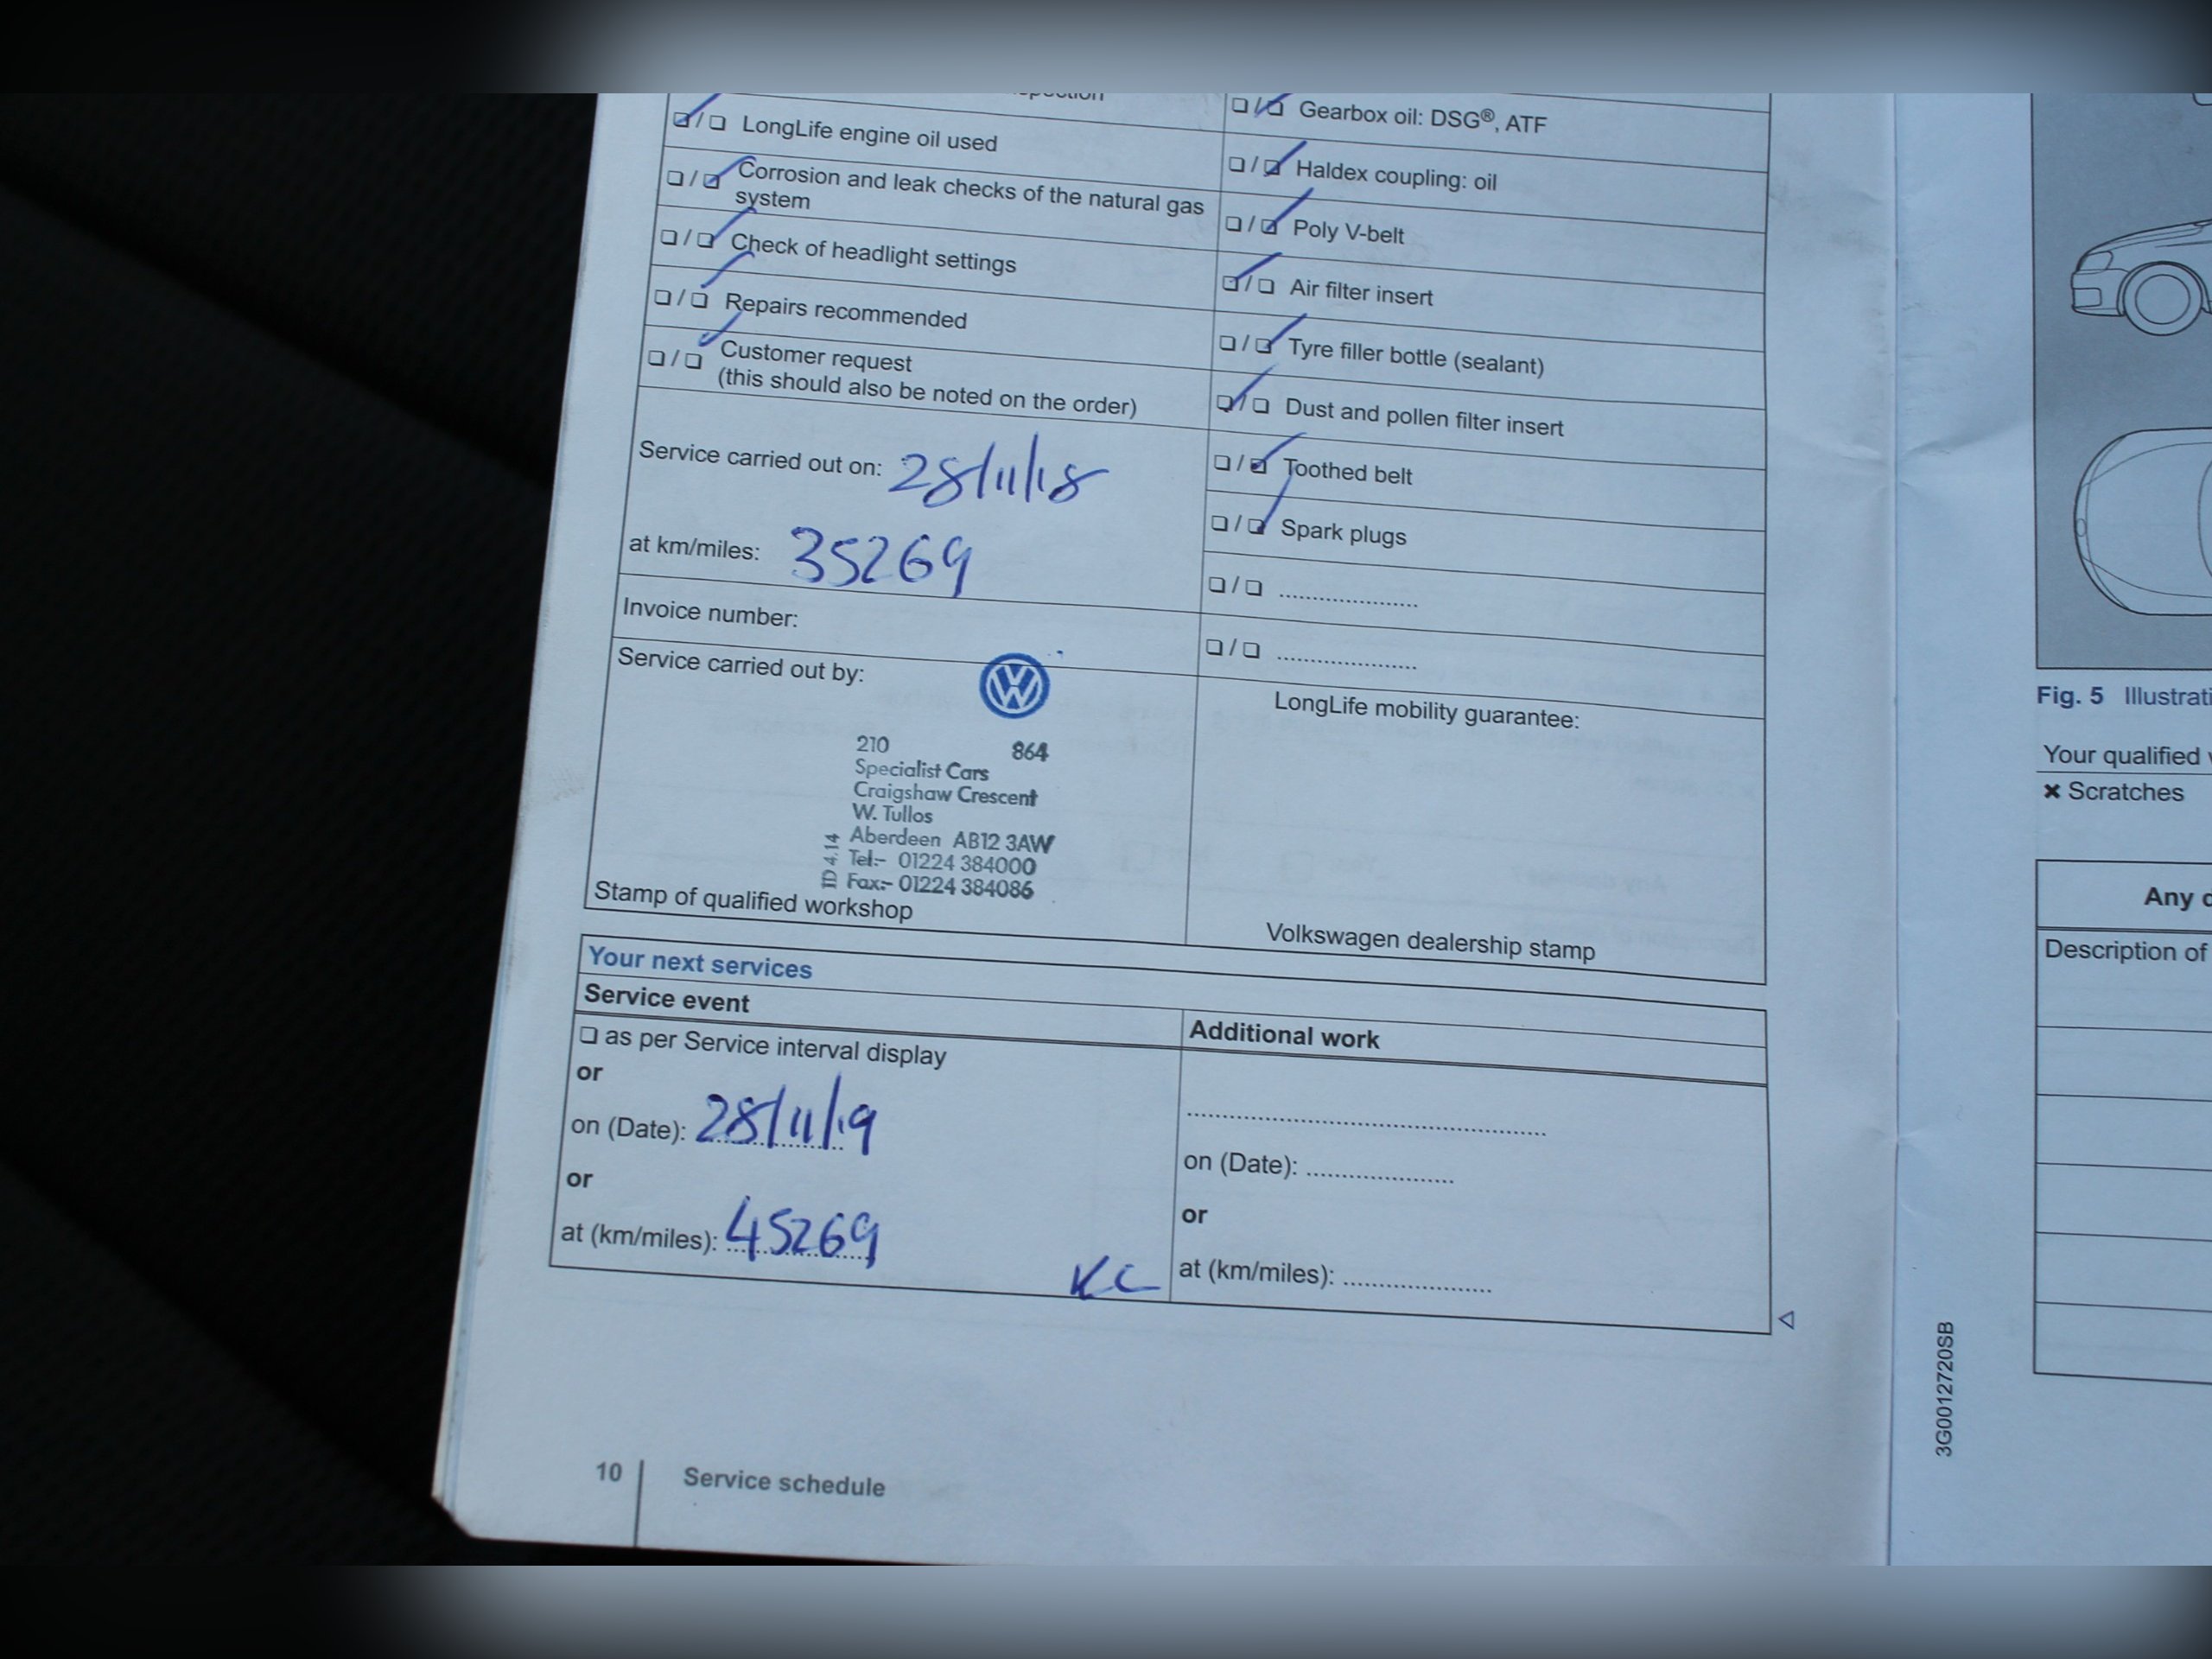 ❑ / ❑ LongLife engine oil used
❑ / ❑ Corrosion and leak checks of the natural gas
system
❑ / ❑ Check of headlight settings
❑ / ❑ Repairs recommended
❑ / ❑ Customer request
(this should also be noted on the order)
Service carried out on: 28/11/18
at km/miles: 35269
Invoice number:
Service carried out by:
210 864
Specialist Cars
Craigshaw Crescent
W. Tullos
Aberdeen AB12 3AW
Tel:- 01224 384000
Fax:- 01224 384086
ID 4.14
Stamp of qualified workshop
❑ / ❑ Gearbox oil: DSG®, ATF
❑ / ❑ Haldex coupling: oil
❑ / ❑ Poly V-belt
❑ / ❑ Air filter insert
❑ / ❑ Tyre filler bottle (sealant)
❑ / ❑ Dust and pollen filter insert
❑ / ❑ Toothed belt
❑ / ❑ Spark plugs
❑ / ❑ ....................
❑ / ❑ ....................
LongLife mobility guarantee:
Volkswagen dealership stamp
Your next services
Service event
❑ as per Service interval display
or
on (Date): 28/11/19
or
at (km/miles): 45269
KC
Additional work
on (Date): ....................
or
at (km/miles): ....................
10 Service schedule
3G0012720SB
Fig. 5 Illustrati
Your qualified
✖ Scratches
Any
Description of